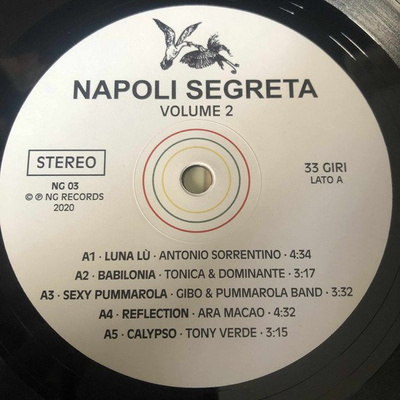 NAPOLI SEGRETA
VOLUME 2
STEREO
33 GIRI
LATO A
NG 03
© ℗ NG RECORDS
2020
A1 · LUNA LÙ · ANTONIO SORRENTINO · 4:34
A2 · BABILONIA · TONICA & DOMINANTE · 3:17
A3 · SEXY PUMMAROLA · GIBO & PUMMAROLA BAND · 3:32
A4 · REFLECTION · ARA MACAO · 4:32
A5 · CALYPSO · TONY VERDE · 3:15